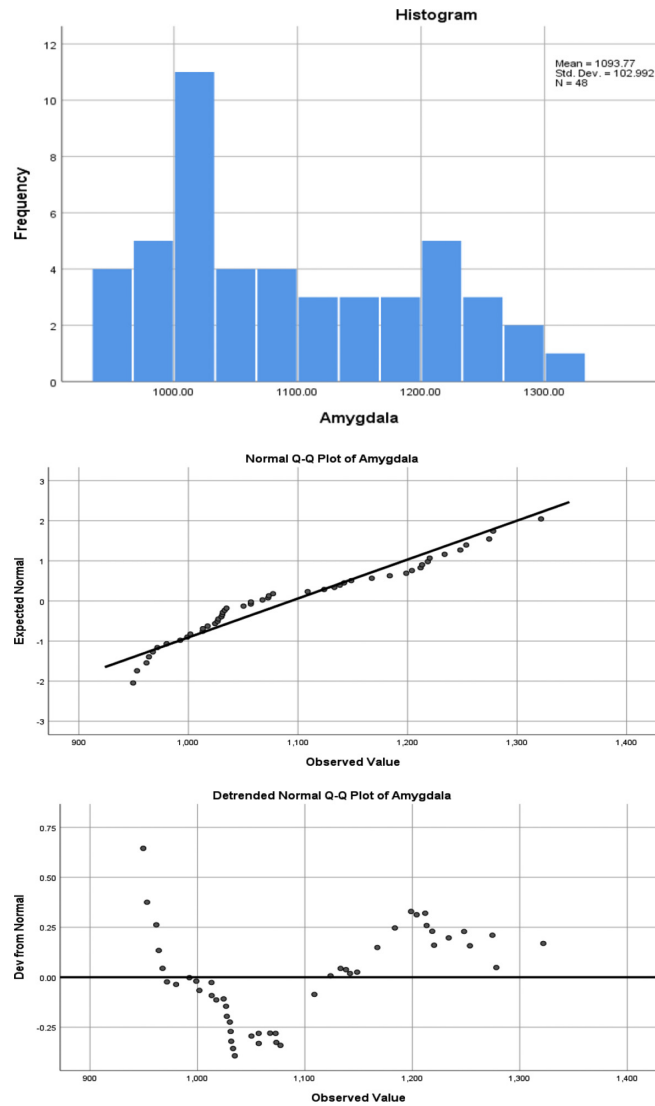 Histogram
Mean = 1093.77
Std. Dev. = 102.992
N = 48
Frequency
12
10
8
6
4
2
0
1000.00 1100.00 1200.00 1300.00
Amygdala
Normal Q-Q Plot of Amygdala
Expected Normal
3
2
1
0
-1
-2
-3
900 1,000 1,100 1,200 1,300 1,400
Observed Value
Detrended Normal Q-Q Plot of Amygdala
Dev from Normal
0.75
0.50
0.25
0.00
-0.25
900 1,000 1,100 1,200 1,300 1,400
Observed Value